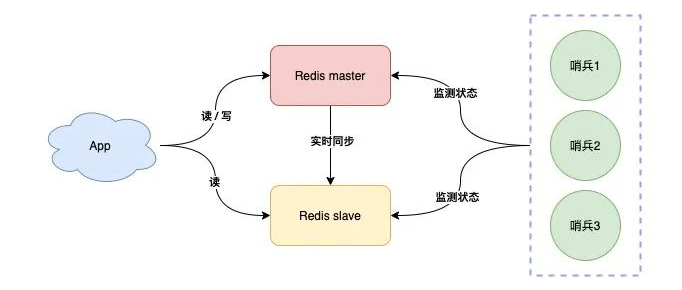 Redis master
哨兵1
监测状态
读 / 写
App
实时同步
哨兵2
读
监测状态
Redis slave
哨兵3